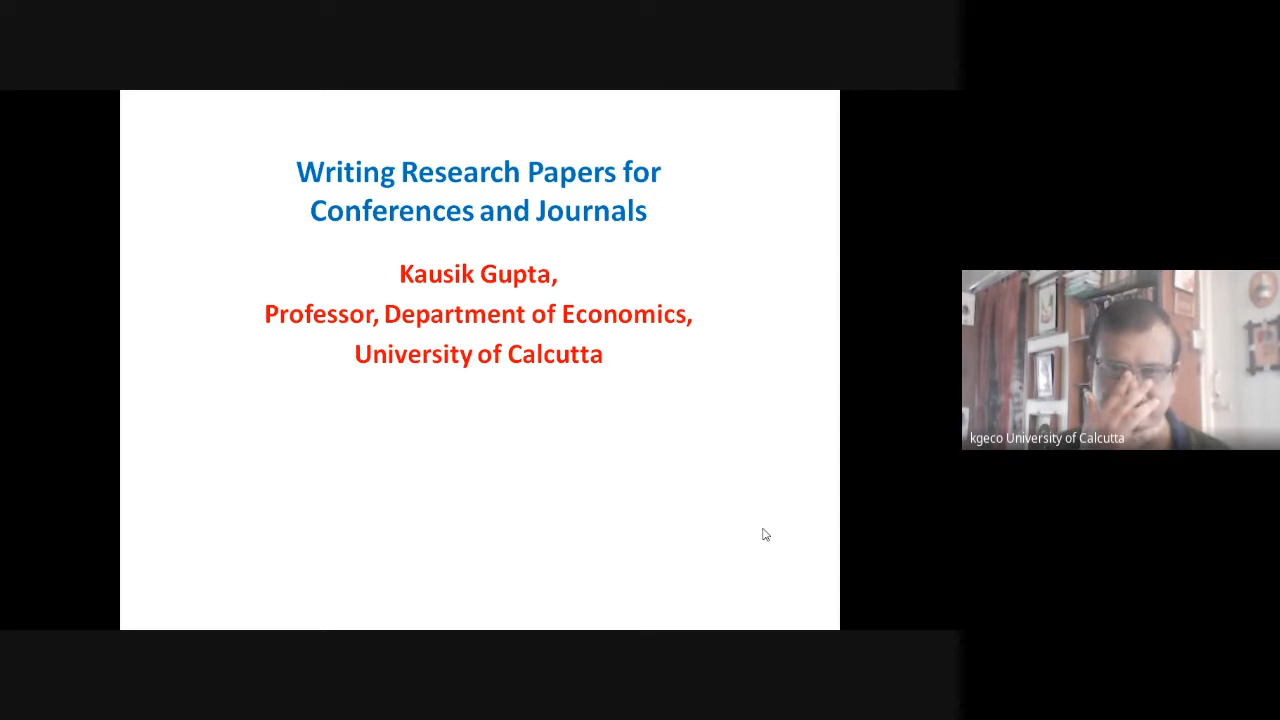 Writing Research Papers for
Conferences and Journals
Kausik Gupta,
Professor, Department of Economics,
University of Calcutta
kgeco University of Calcutta